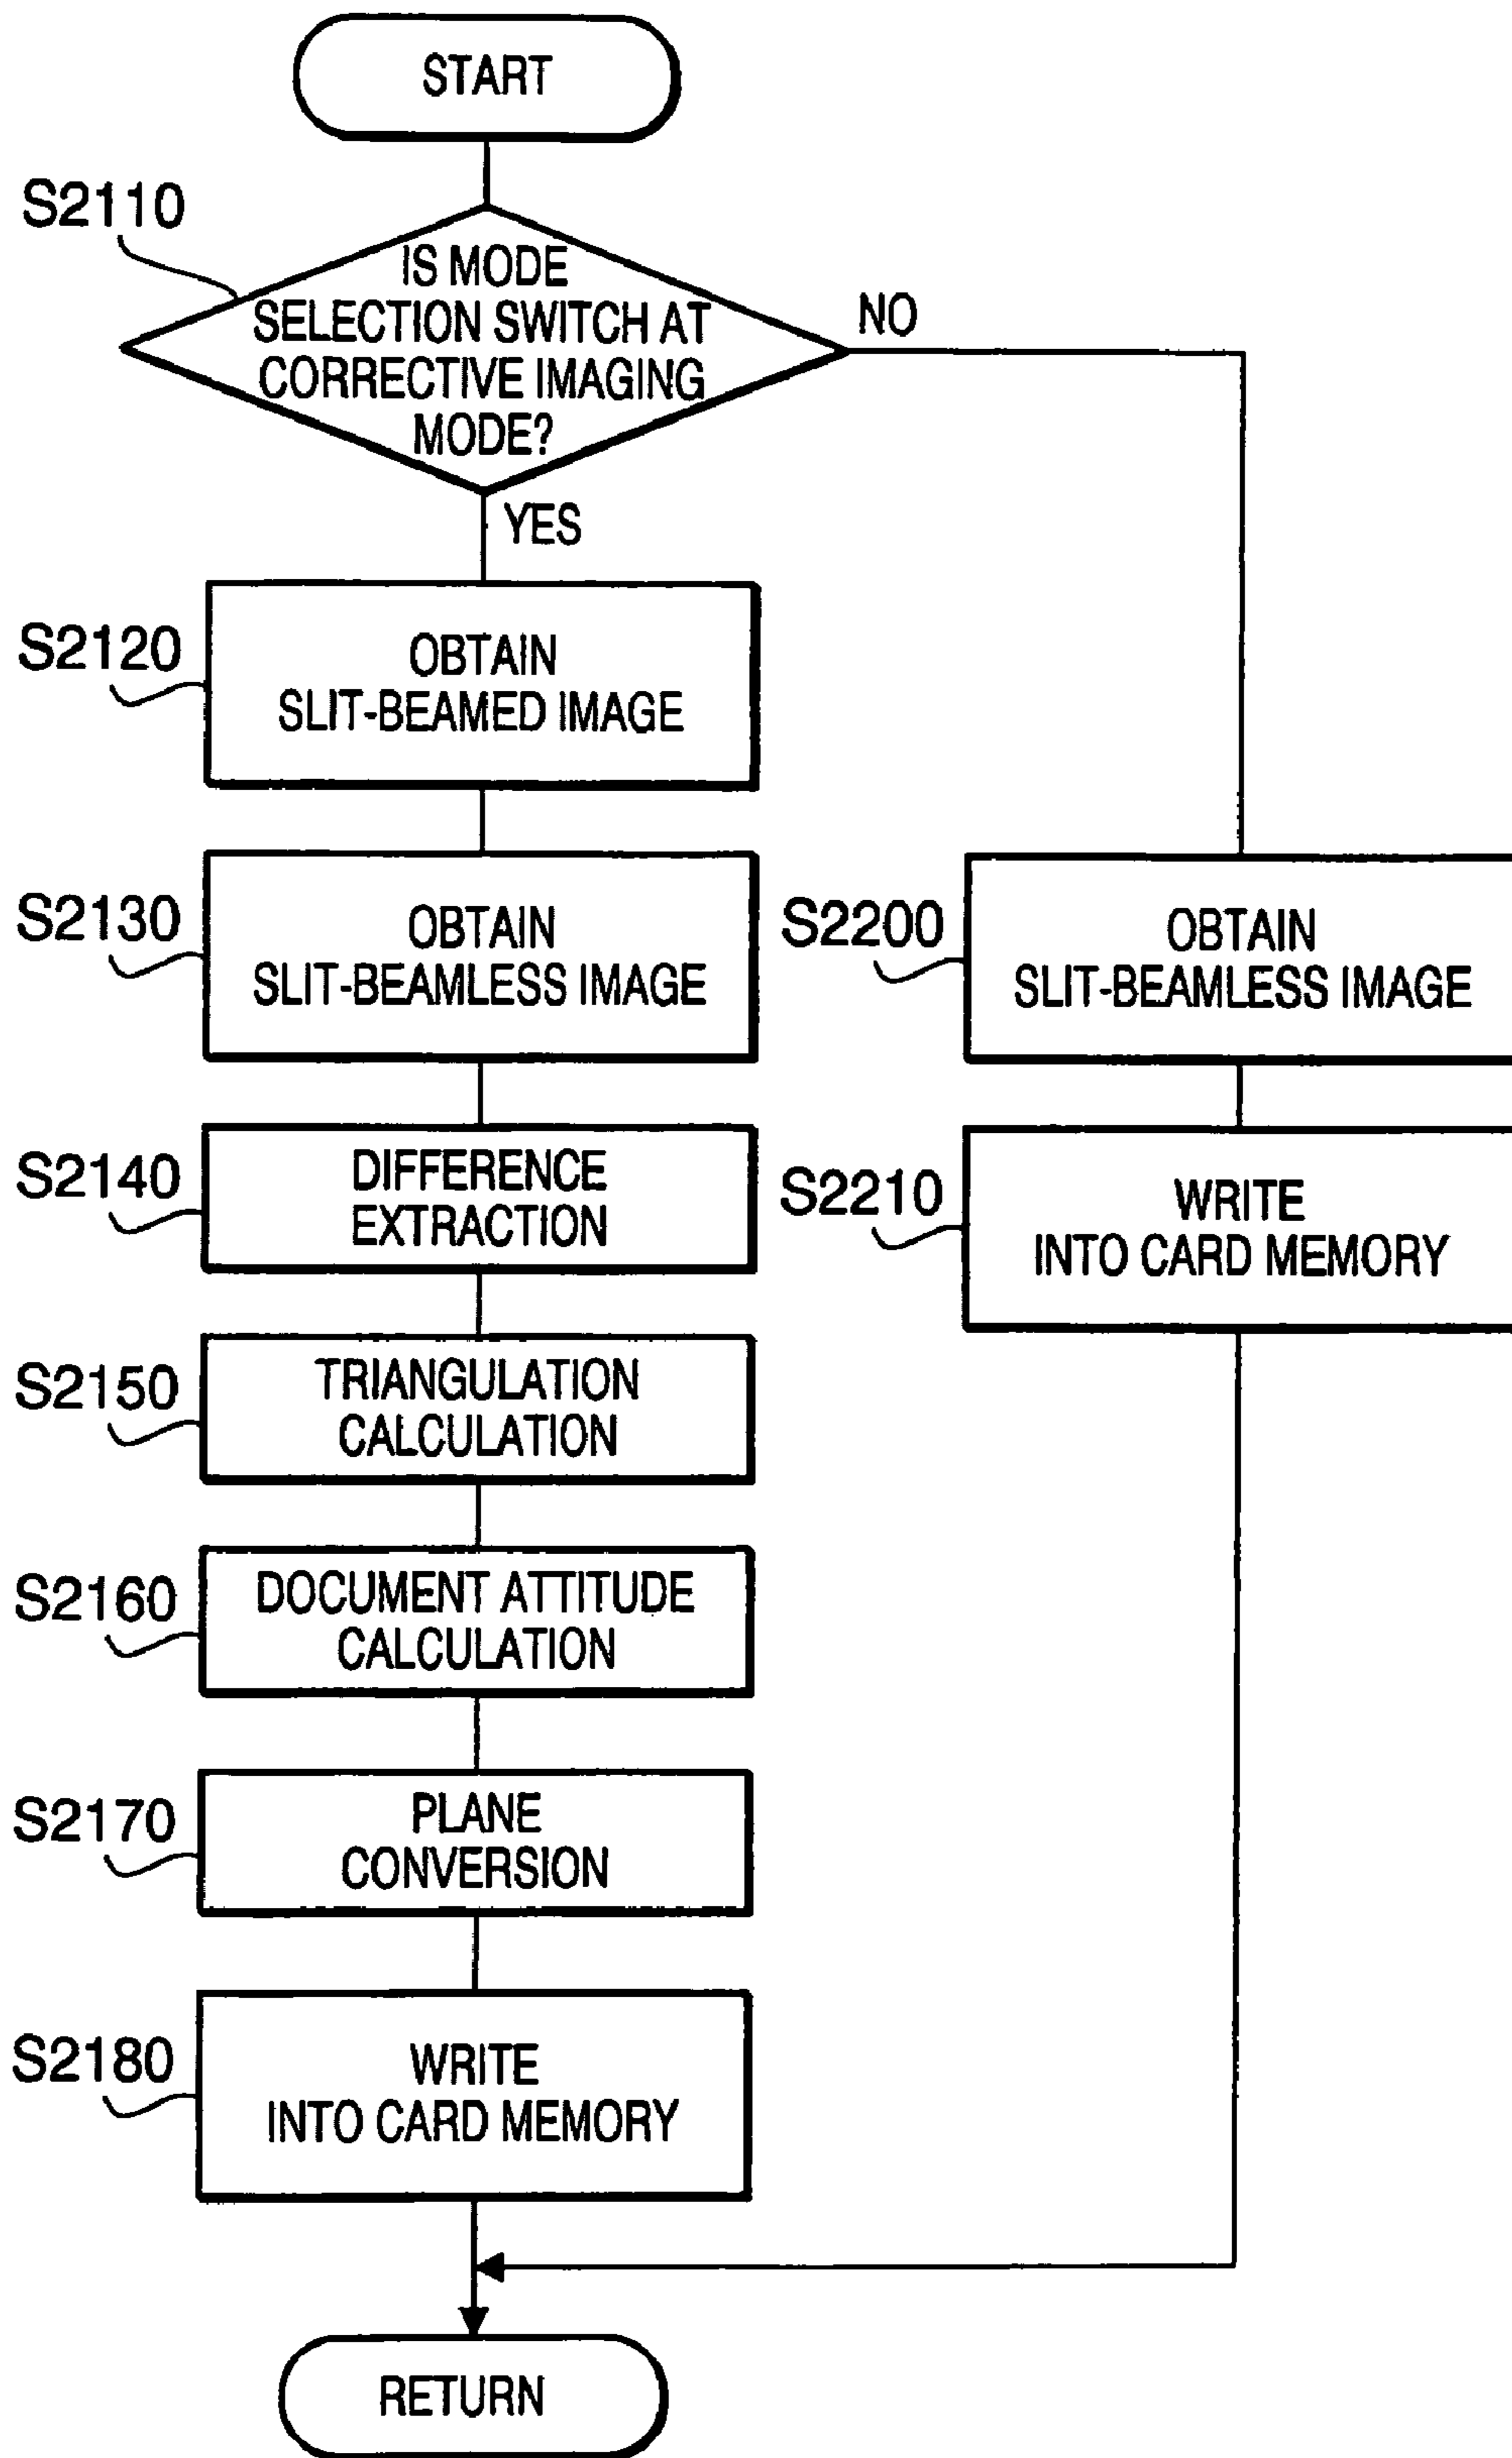 START
S2110
IS MODE
SELECTION SWITCH AT
CORRECTIVE IMAGING
MODE?
NO
YES
S2120
OBTAIN
SLIT-BEAMED IMAGE
S2130
OBTAIN
SLIT-BEAMLESS IMAGE
S2200
OBTAIN
SLIT-BEAMLESS IMAGE
S2140
DIFFERENCE
EXTRACTION
S2210
WRITE
INTO CARD MEMORY
S2150
TRIANGULATION
CALCULATION
S2160
DOCUMENT ATTITUDE
CALCULATION
S2170
PLANE
CONVERSION
S2180
WRITE
INTO CARD MEMORY
RETURN